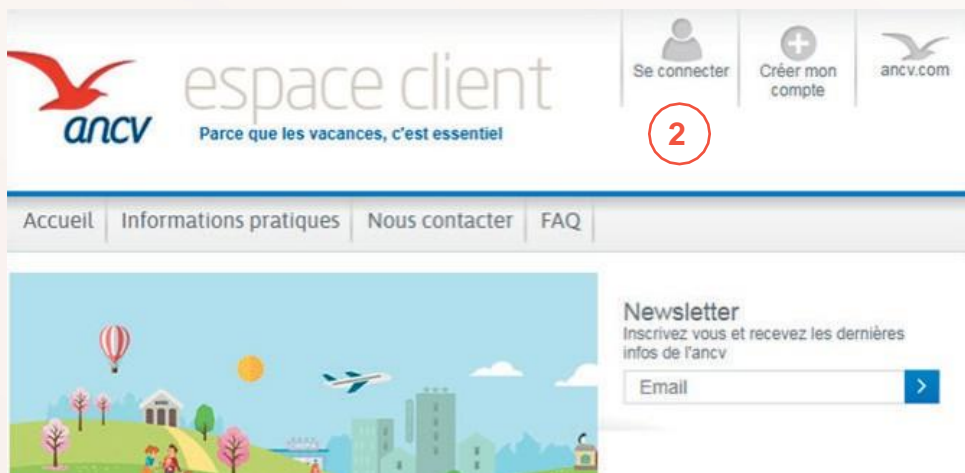 ancv
espace client
Parce que les vacances, c'est essentiel
Se connecter
Créer mon
compte
ancv.com
2
Accueil
Informations pratiques
Nous contacter
FAQ
Newsletter
Inscrivez vous et recevez les dernières
infos de l'ancv
Email